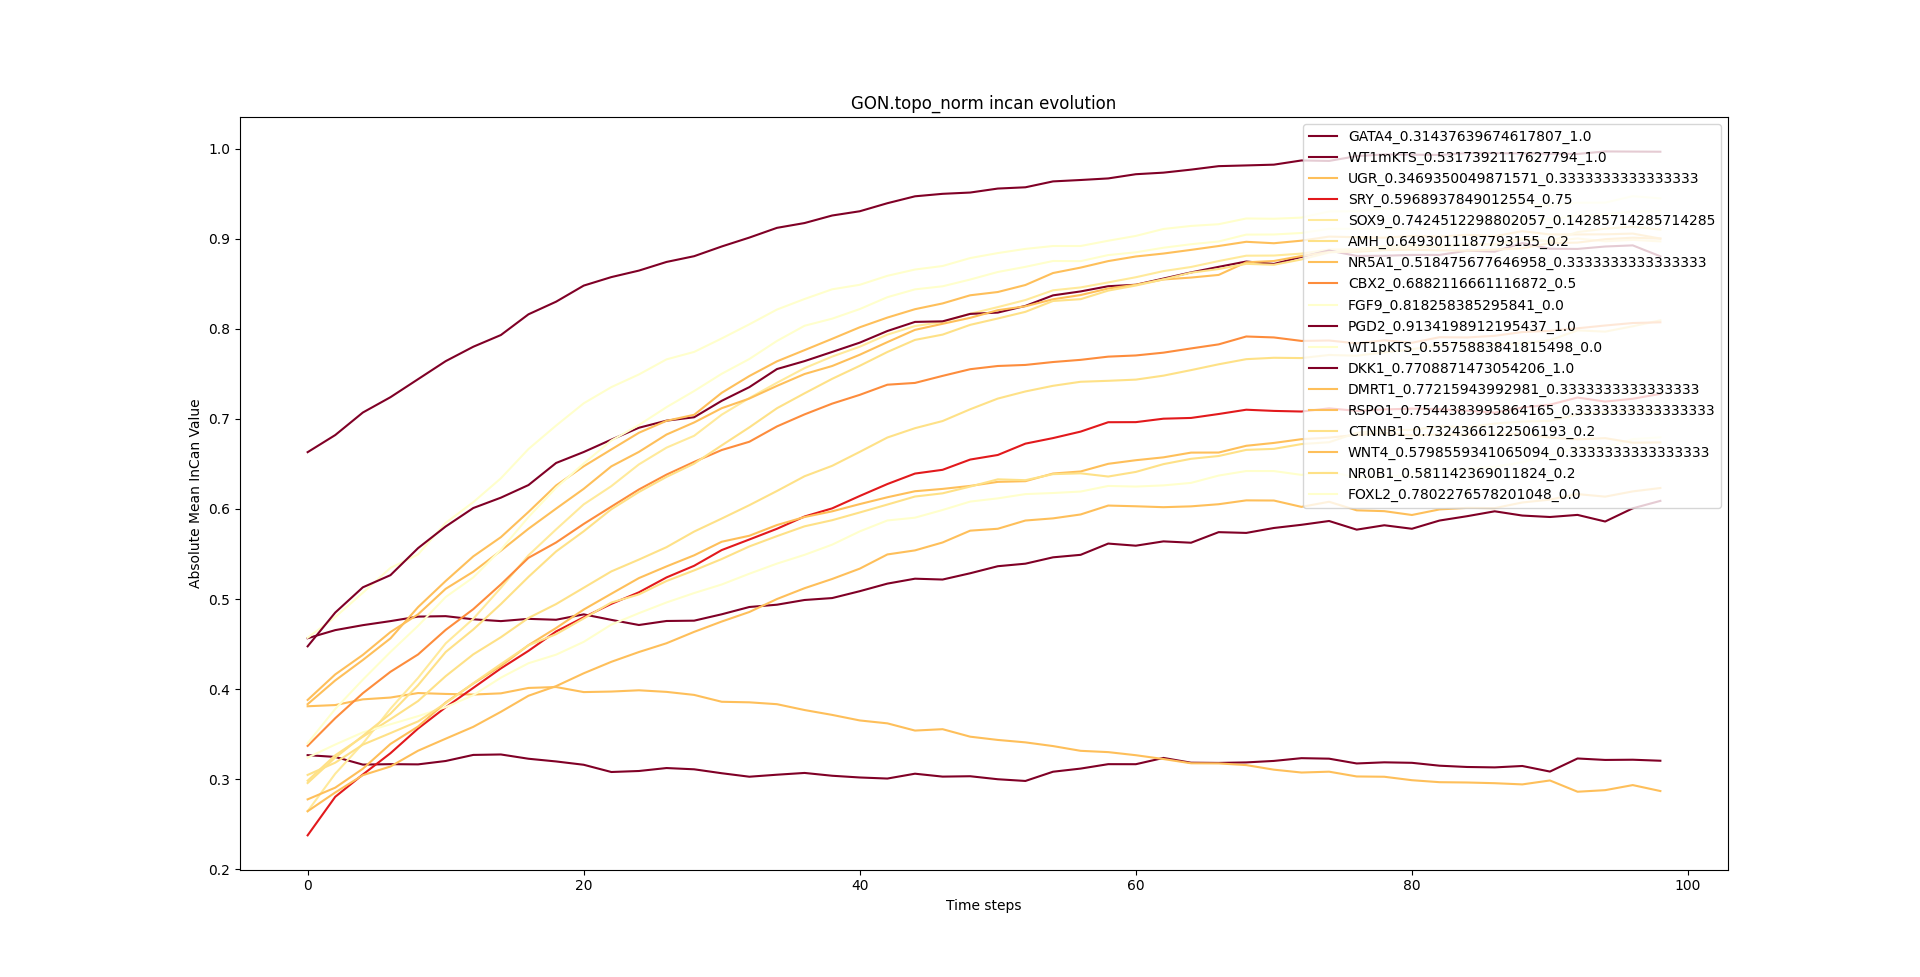 GON.topo_norm incan evolution
GATA4_0.31437639674617807_1.0
WT1mKTS_0.5317392117627794_1.0
UGR_0.3469350049871571_0.3333333333333333
SRY_0.5968937849012554_0.75
SOX9_0.7424512298802057_0.14285714285714285
AMH_0.6493011187793155_0.2
NR5A1_0.518475677646958_0.3333333333333333
CBX2_0.6882116661116872_0.5
FGF9_0.818258385295841_0.0
PGD2_0.9134198912195437_1.0
WT1pKTS_0.5575883841815498_0.0
DKK1_0.7708871473054206_1.0
DMRT1_0.77215943992981_0.3333333333333333
RSPO1_0.7544383995864165_0.3333333333333333
CTNNB1_0.7324366122506193_0.2
WNT4_0.5798559341065094_0.3333333333333333
NR0B1_0.581142369011824_0.2
FOXL2_0.7802276578201048_0.0
Absolute Mean InCan Value
1.0
0.9
0.8
0.7
0.6
0.5
0.4
0.3
0.2
0
20
40
60
80
100
Time steps